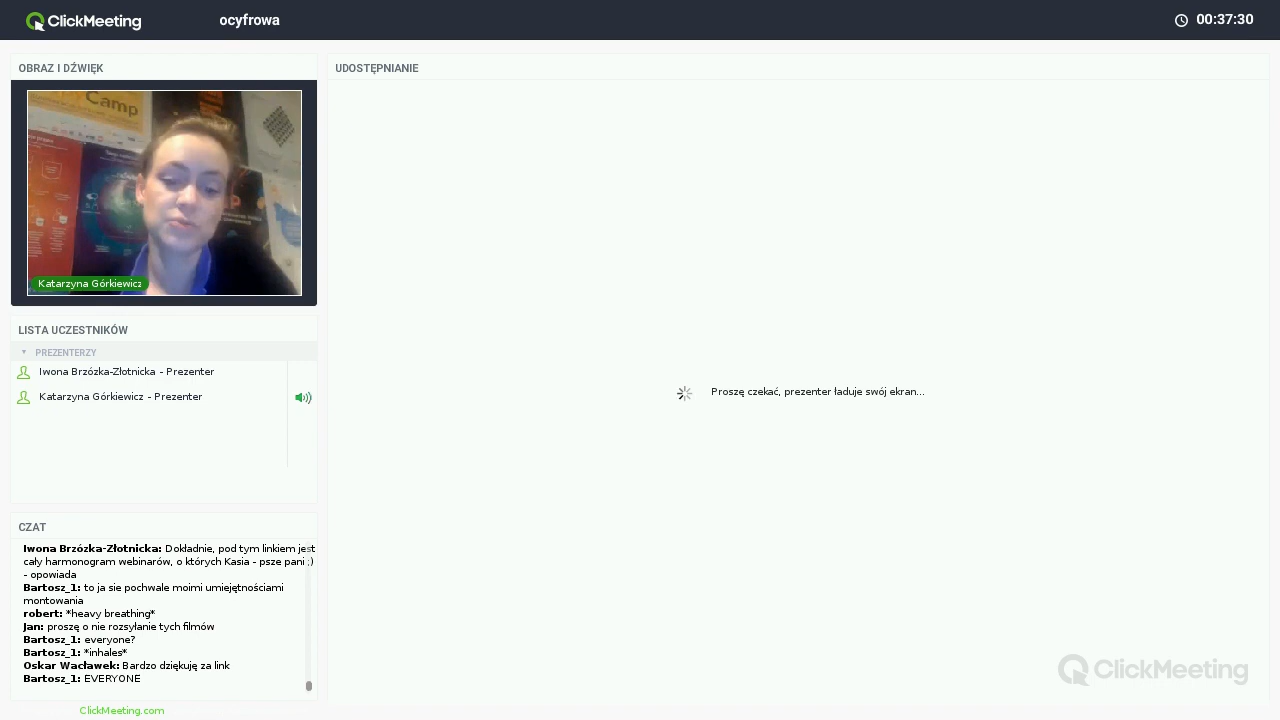 ClickMeeting
ocyfrowa
00:37:30
OBRAZ I DŹWIĘK
Camp
Katarzyna Górkiewicz
LISTA UCZESTNIKÓW
PREZENTERZY
Iwona Brzózka-Złotnicka - Prezenter
Katarzyna Górkiewicz - Prezenter
CZAT
Iwona Brzózka-Złotnicka: Dokładnie, pod tym linkiem jest
cały harmonogram webinarów, o których Kasia - psze pani ;)
- opowiada
Bartosz_1: to ja sie pochwale moimi umiejętnościami
montowania
robert: *heavy breathing*
Jan: proszę o nie rozsyłanie tych filmów
Bartosz_1: everyone?
Bartosz_1: *inhales*
Oskar Wacławek: Bardzo dziękuję za link
Bartosz_1: EVERYONE
ClickMeeting.com
UDOSTĘPNIANIE
Proszę czekać, prezenter ładuje swój ekran...
ClickMeeting